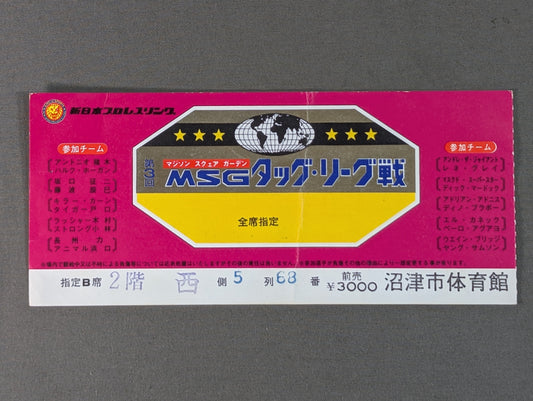 新日本プロレスリング
参加チーム
アントニオ猪木
ハルク・ホーガン
坂口征二
藤波辰巳
キラー・カーン
タイガー戸口
ラッシャー木村
ストロング小林
長州力
アニマル浜口
第3回
マジソン スクェア ガーデン
MSGタッグ・リーグ戦
全席指定
参加チーム
アンドレ・ザ・ジャイアント
レネ・グレイ
マスクド・スーパースター
ディック・マードック
アドリアン・アドニス
ディノ・ブラボー
エル・カネック
ペーロ・アグアヨ
ウエイン・ブリッジ
ヤング・サムソン
指定B席 2階 西 側 5 列 68 番 前売 ¥3000 沼津市体育館